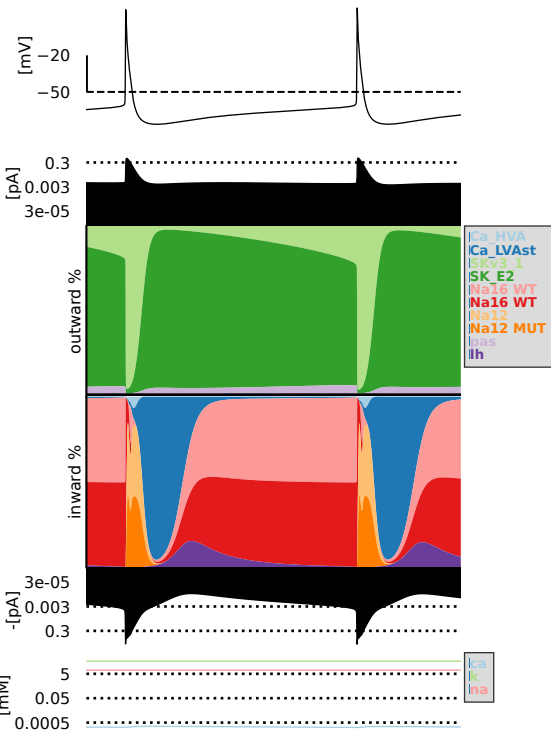 [mV]
−20
−50
[pA]
0.3
0.003
3e-05
outward %
Ca_HVA
Ca_LVAst
SKv3_1
SK_E2
Na16 WT
Na16 WT
Na12
Na12 MUT
pas
Ih
inward %
-[pA]
3e-05
0.003
0.3
[mM]
5
0.05
0.0005
ca
k
na